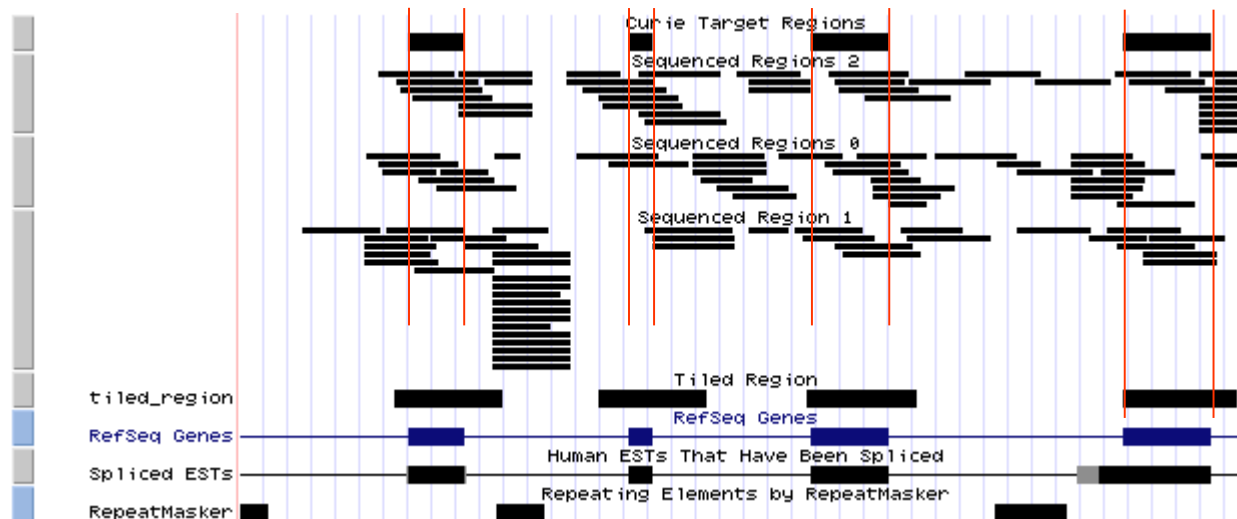 Curie Target Regions
Sequenced Regions 2
Sequenced Regions 0
Sequenced Region 1
Tiled Region
tiled_region
RefSeq Genes
RefSeq Genes
Human ESTs That Have Been Spliced
Spliced ESTs
Repeating Elements by RepeatMasker
RepeatMasker